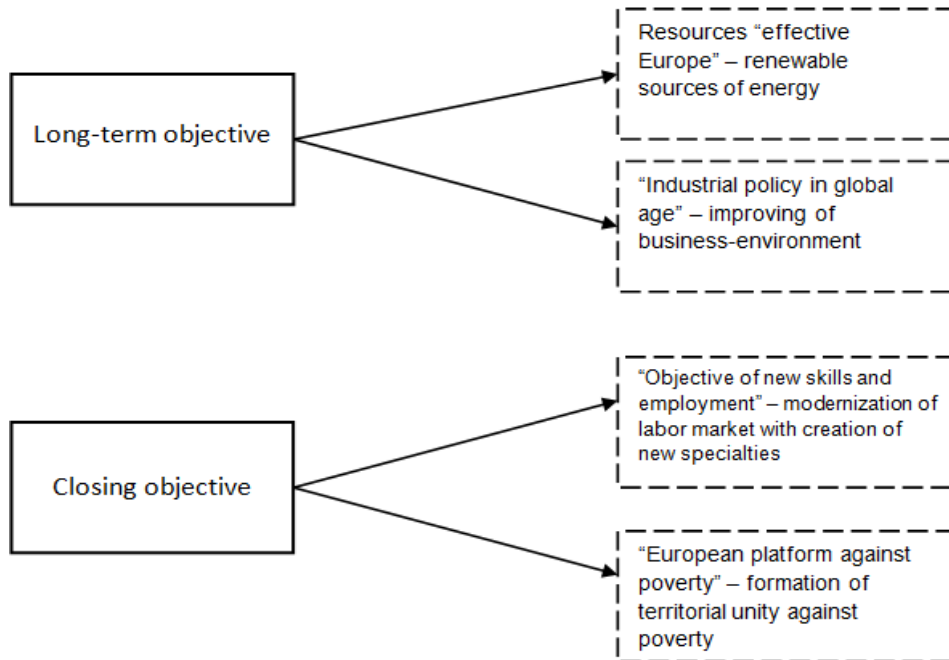 Long-term objective
Resources “effective
Europe” – renewable
sources of energy
“Industrial policy in global
age” – improving of
business-environment
Closing objective
“Objective of new skills and
employment” – modernization of
labor market with creation of
new specialties
“European platform against
poverty” – formation of
territorial unity against
poverty